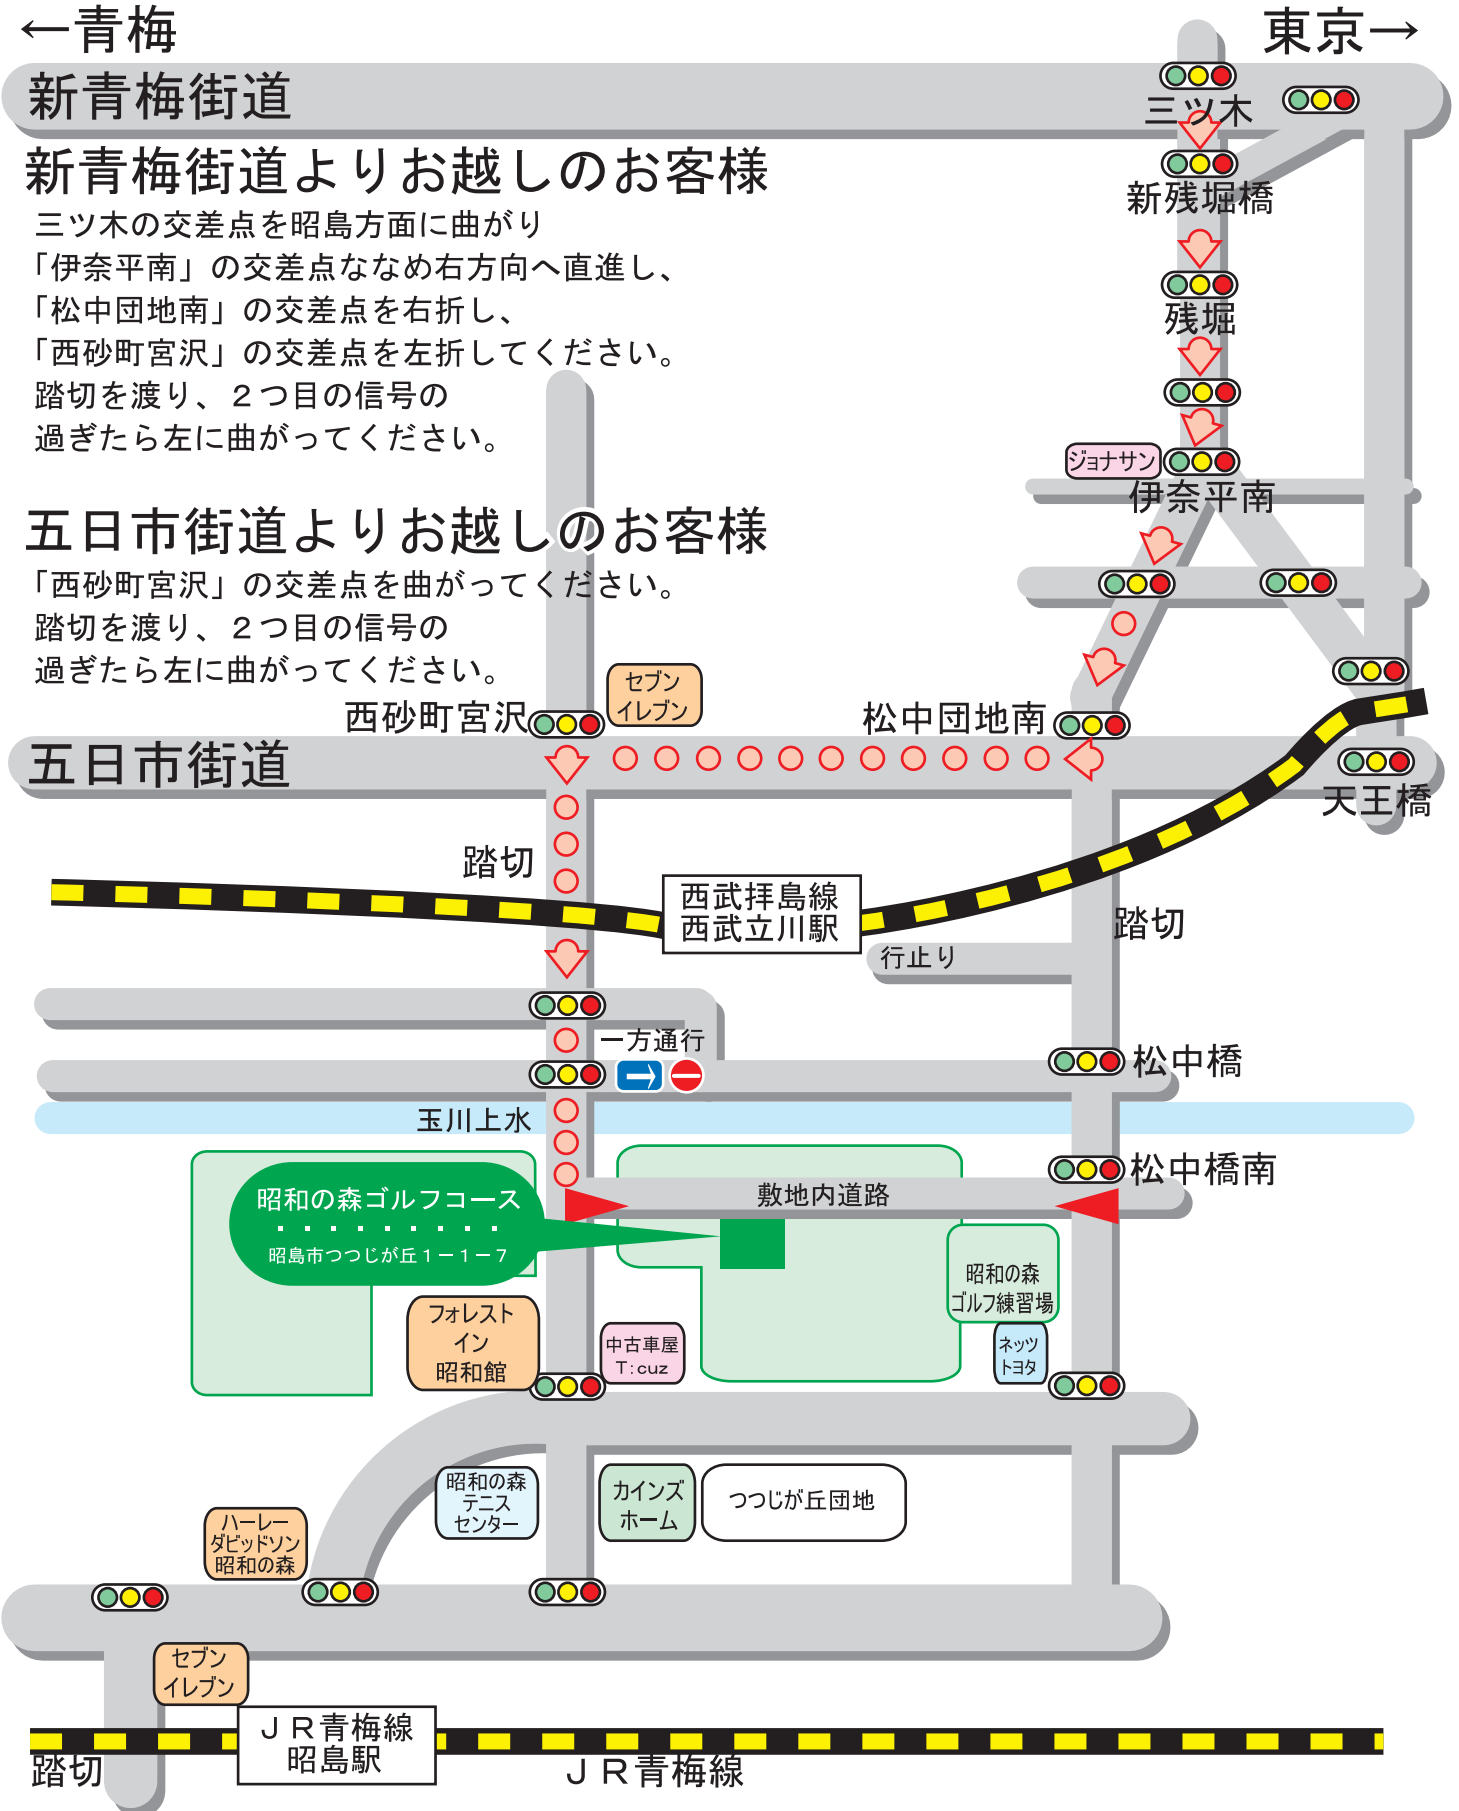 ←青梅
東京→
新青梅街道
三ツ木
新青梅街道よりお越しのお客様
新残堀橋
三ツ木の交差点を昭島方面に曲がり
「伊奈平南」の交差点ななめ右方向へ直進し、
「松中団地南」の交差点を右折し、
残堀
「西砂町宮沢」の交差点を左折してください。
踏切を渡り、２つ目の信号の
過ぎたら左に曲がってください。
ジョナサン
伊奈平南
五日市街道よりお越しのお客様
「西砂町宮沢」の交差点を曲がってください。
踏切を渡り、２つ目の信号の
過ぎたら左に曲がってください。
セブン
イレブン
西砂町宮沢
松中団地南
五日市街道
天王橋
踏切
西武拝島線
西武立川駅
踏切
行止り
一方通行
松中橋
玉川上水
松中橋南
敷地内道路
昭和の森ゴルフコース
・・・・・・・・・
昭島市つつじが丘１ー１ー７
昭和の森
ゴルフ練習場
フォレスト
イン
昭和館
中古車屋
T:cuz
ネッツ
トヨタ
昭和の森
テニス
センター
カインズ
ホーム
つつじが丘団地
ハーレー
ダビッドソン
昭和の森
セブン
イレブン
ＪＲ青梅線
昭島駅
踏切
ＪＲ青梅線